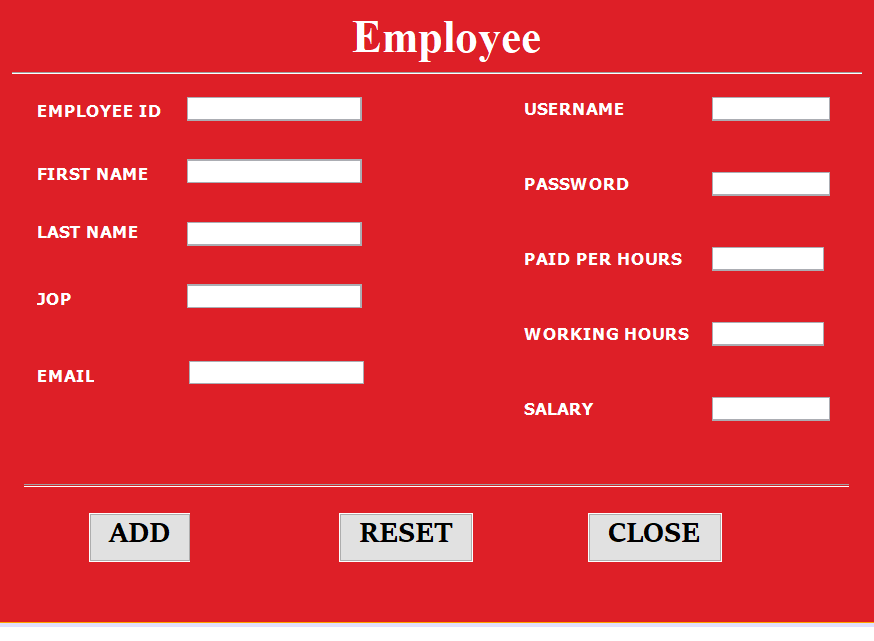 Employee
EMPLOYEE ID
FIRST NAME
LAST NAME
JOP
EMAIL
USERNAME
PASSWORD
PAID PER HOURS
WORKING HOURS
SALARY
ADD
RESET
CLOSE